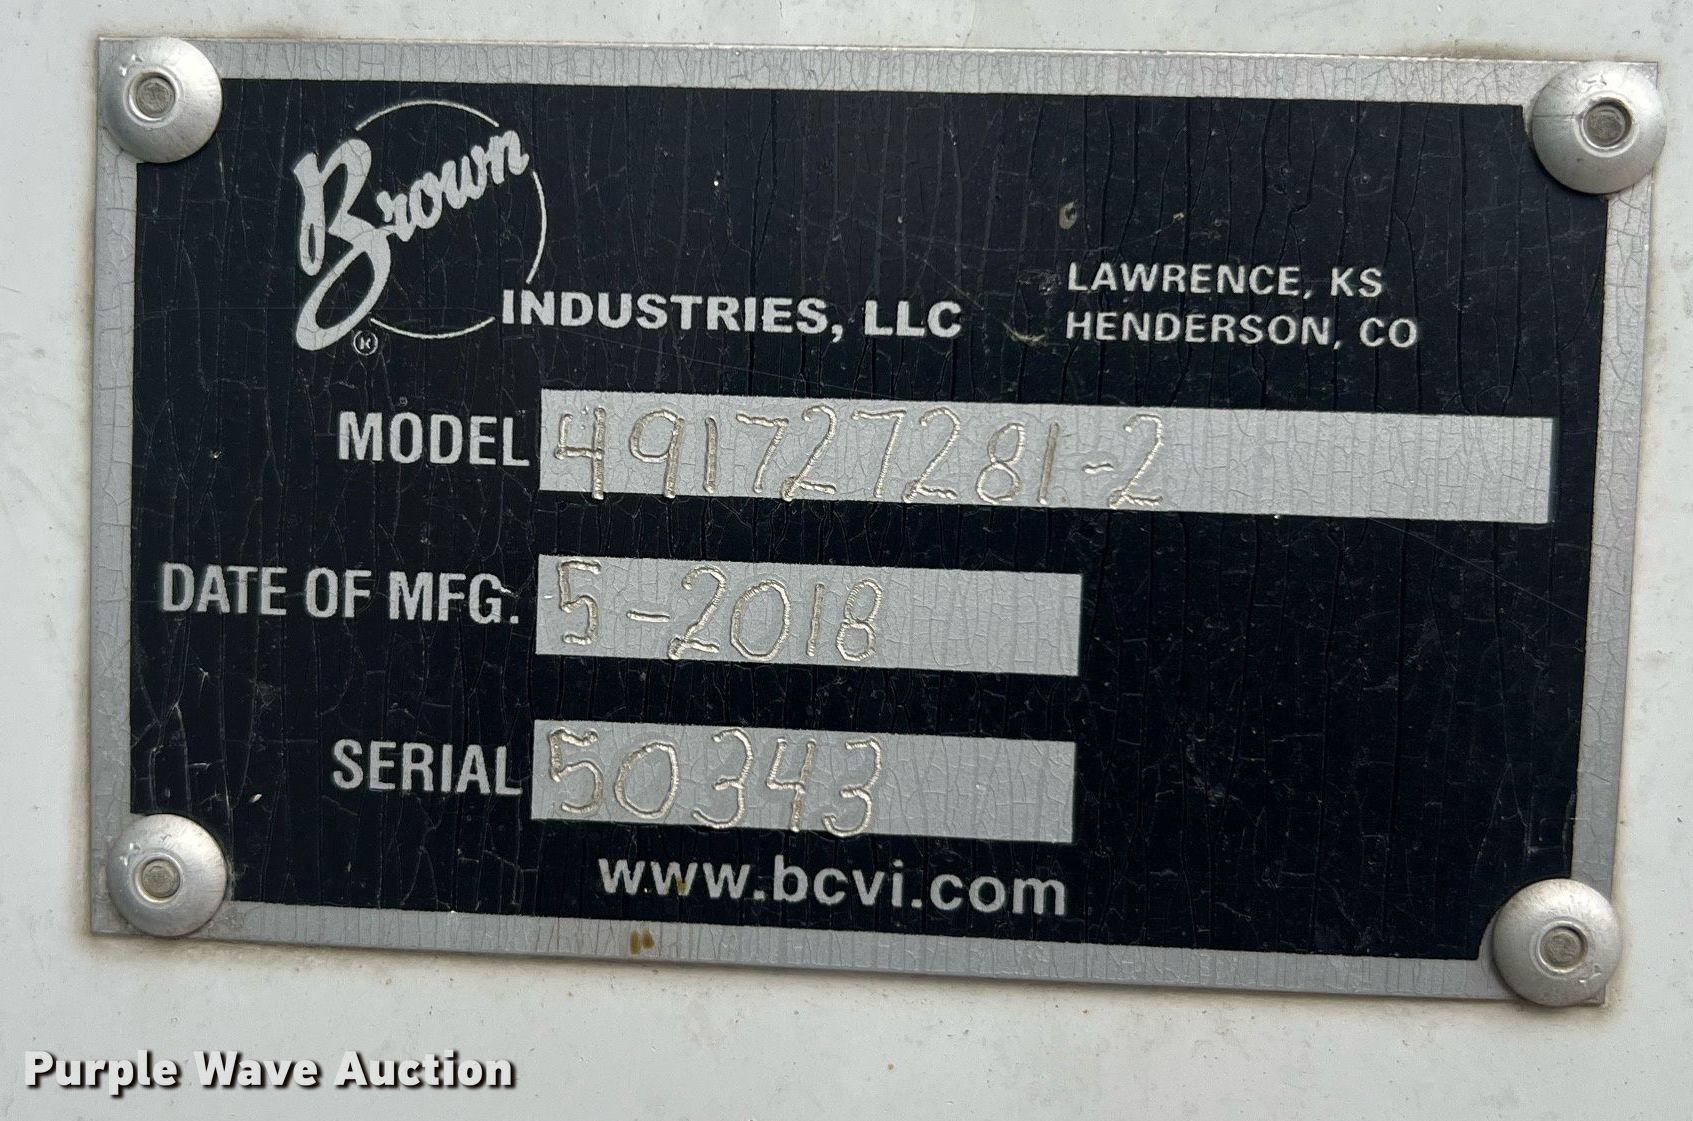 Brown
INDUSTRIES, LLC
LAWRENCE, KS
HENDERSON, CO
MODEL 491727281-2
DATE OF MFG. 5-2018
SERIAL 50343
www.bcvi.com
Purple Wave Auction